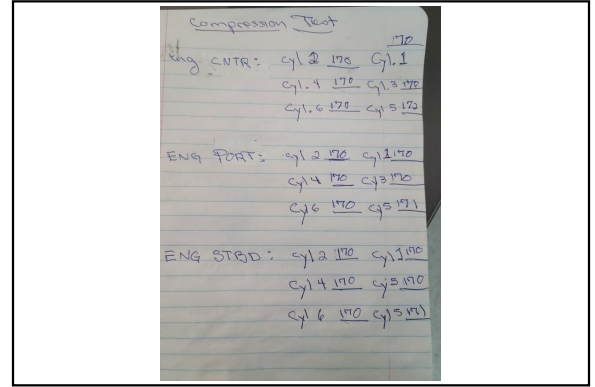 Compression Test
170
Eng CNTR: Cyl 2 170 Cyl.1
Cyl.4 170 Cyl.3 170
Cyl.6 170 Cyl 5 172
ENG PORT: Cyl 2 170 Cyl 1 170
Cyl 4 170 Cyl 3 170
Cyl 6 170 Cyl 5 171
ENG STBD: Cyl 2 170 Cyl 1 170
Cyl 4 170 Cyl 3 170
Cyl 6 170 Cyl 5 171